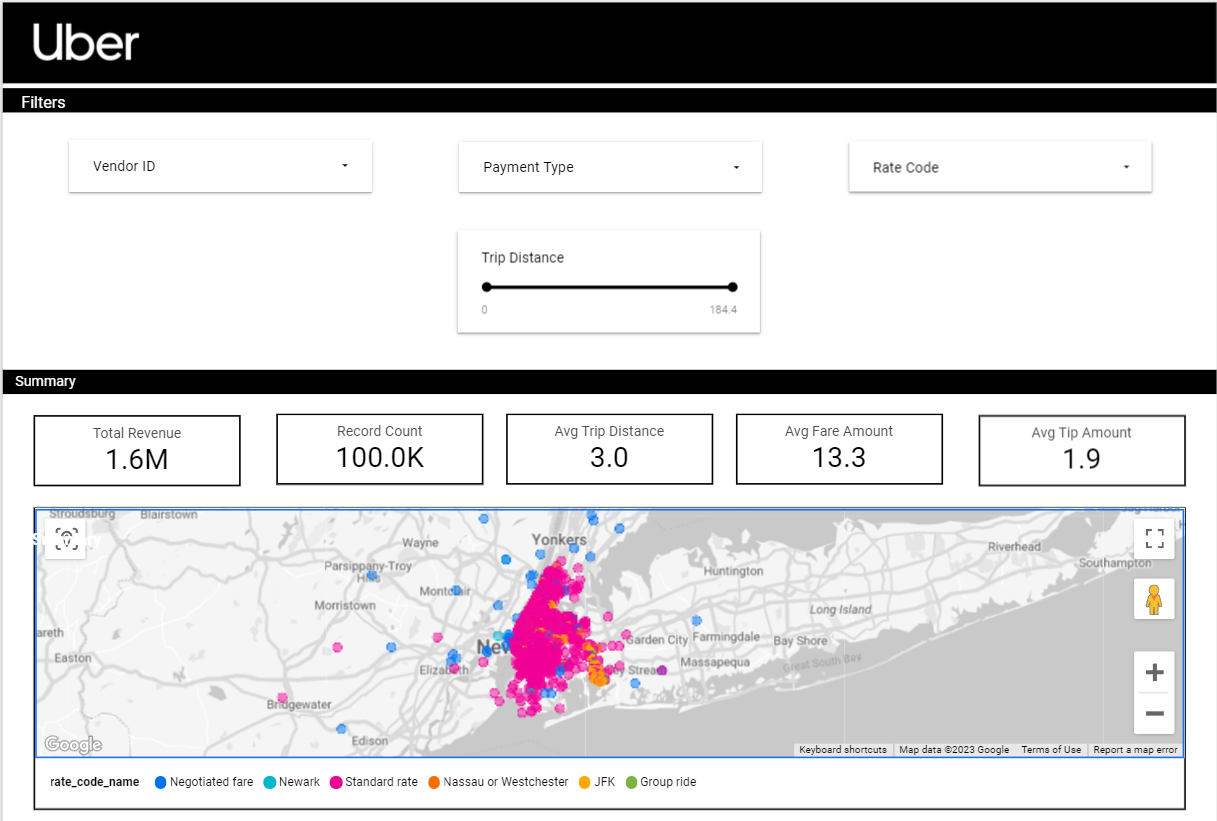 Uber
Filters
Vendor ID
Payment Type
Rate Code
Trip Distance
0 184.4
Summary
Total Revenue
1.6M
Record Count
100.0K
Avg Trip Distance
3.0
Avg Fare Amount
13.3
Avg Tip Amount
1.9
Stroudsburg
Blairstown
Wayne
Yonkers
Riverhead
Southampton
Parsippany-Troy
Hills
Huntington
Montclair
Morristown
Long Island
Garden City
Farmingdale
Bay Shore
Easton
Elizabeth
Massapequa
Great South Bay
Bridgewater
Edison
Google
Keyboard shortcuts
Map data ©2023 Google
Terms of Use
Report a map error
rate_code_name Negotiated fare Newark Standard rate Nassau or Westchester JFK Group ride